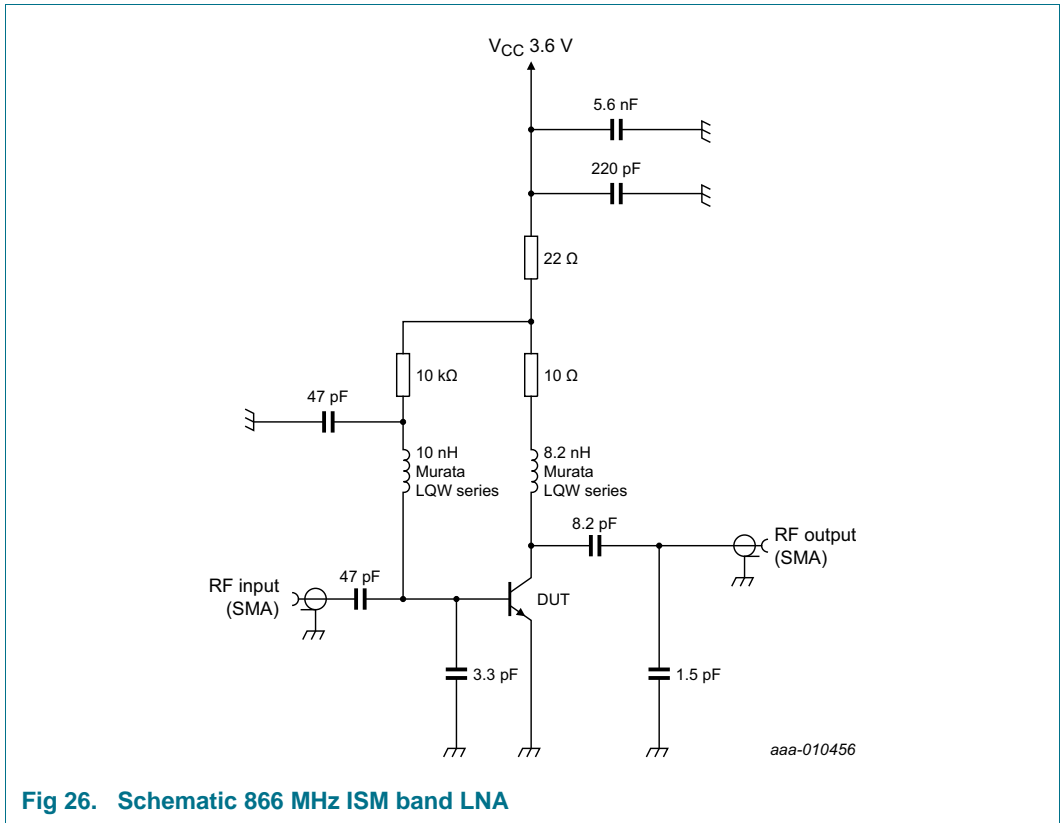 VCC 3.6 V
5.6 nF
220 pF
22 Ω
10 kΩ
10 Ω
47 pF
10 nH
Murata
LQW series
8.2 nH
Murata
LQW series
8.2 pF
RF output
(SMA)
47 pF
RF input
(SMA)
DUT
3.3 pF
1.5 pF
aaa-010456
Fig 26. Schematic 866 MHz ISM band LNA